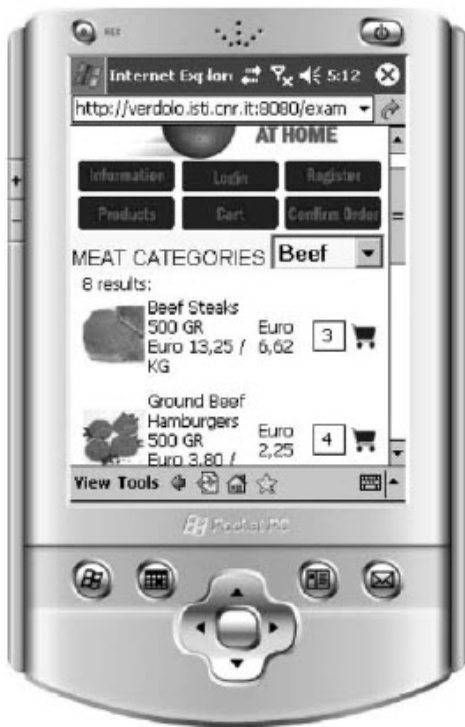 Internet Explor 5:12
http://verdolo.isti.cnr.it:8080/exam
AT HOME
Information Login Register
Products Cart Confirm Order
MEAT CATEGORIES Beef
8 results:
Beef Steaks
500 GR Euro 3
Euro 13,25 / 6,62
KG
Ground Beef
Hamburgers
500 GR Euro 4
Euro 3,80 / 2,25
View Tools
Pocket PC